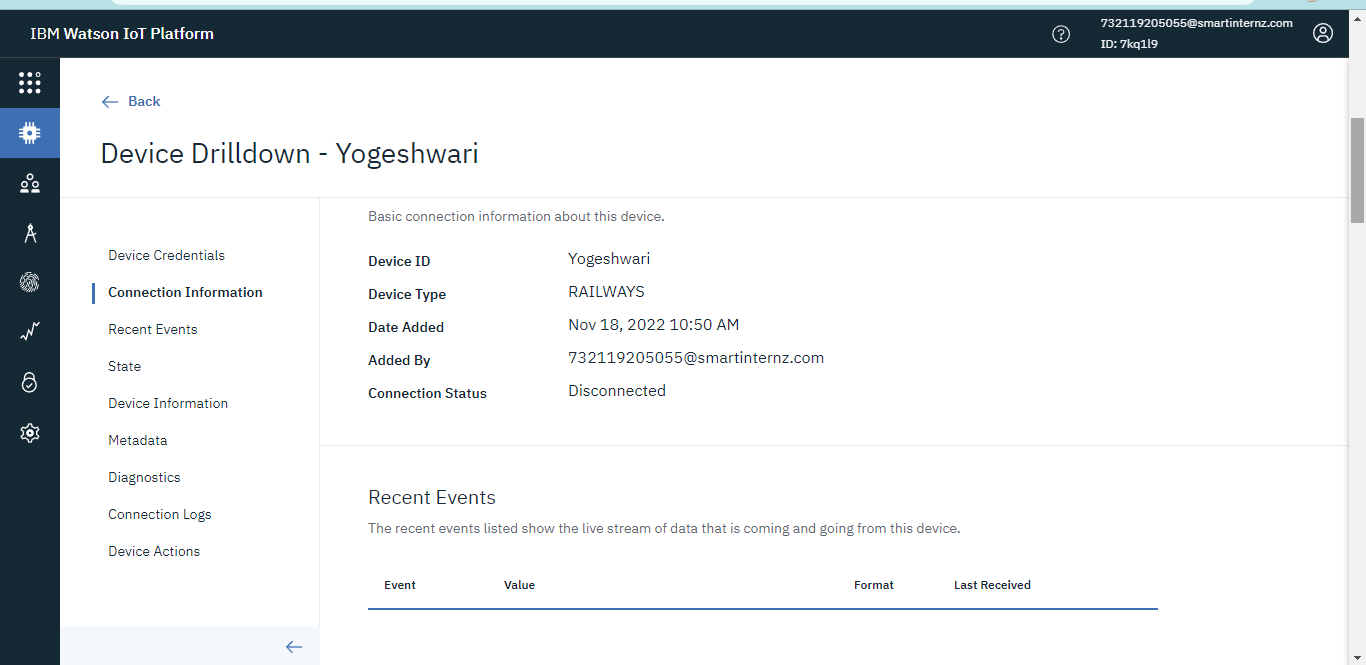 IBM Watson IoT Platform
732119205055@smartinternz.com
ID: 7kq1l9
Back
Device Drilldown - Yogeshwari
Device Credentials
Connection Information
Recent Events
State
Device Information
Metadata
Diagnostics
Connection Logs
Device Actions
Basic connection information about this device.
Device ID Yogeshwari
Device Type RAILWAYS
Date Added Nov 18, 2022 10:50 AM
Added By 732119205055@smartinternz.com
Connection Status Disconnected
Recent Events
The recent events listed show the live stream of data that is coming and going from this device.
Event Value Format Last Received